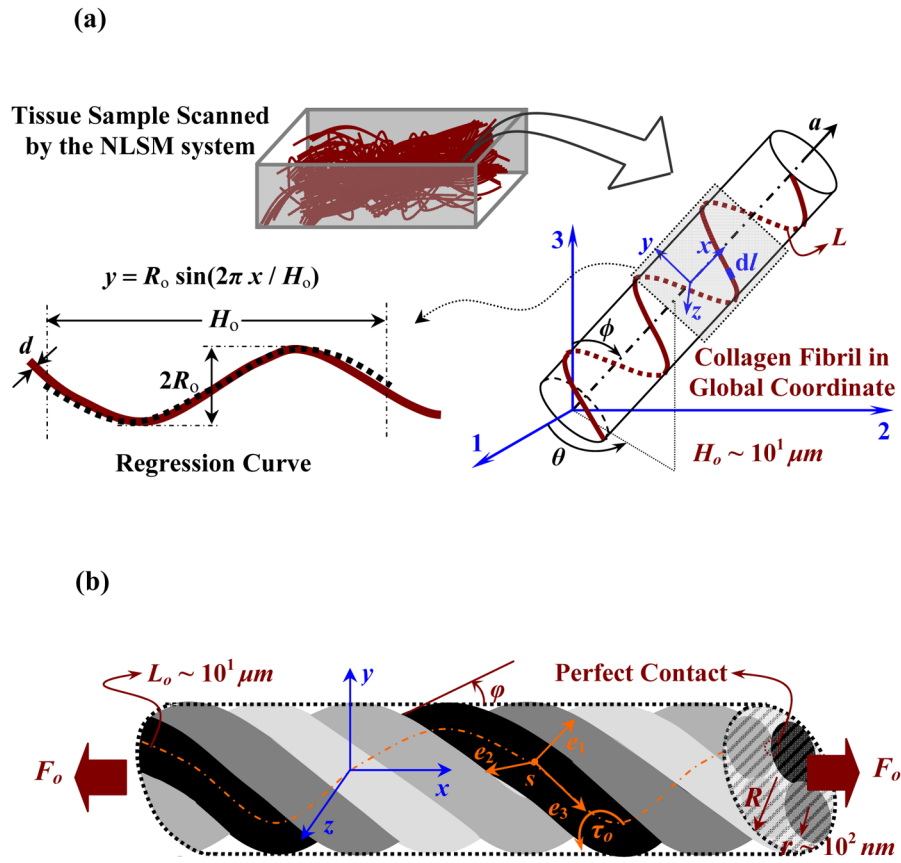 (a)
Tissue Sample Scanned
by the NLSM system
a
3
y
x
dl
L
z
y = Rₒ sin(2π x / Hₒ)
Hₒ
d
2Rₒ
ϕ
Collagen Fibril in
Global Coordinate
1
θ
2
Hₒ ~ 10¹ μm
Regression Curve
(b)
Lₒ ~ 10¹ μm
y
φ
Perfect Contact
Fₒ
e₁
e₂
s
x
e₃
τₒ
z
R
Fₒ
r ~ 10² nm